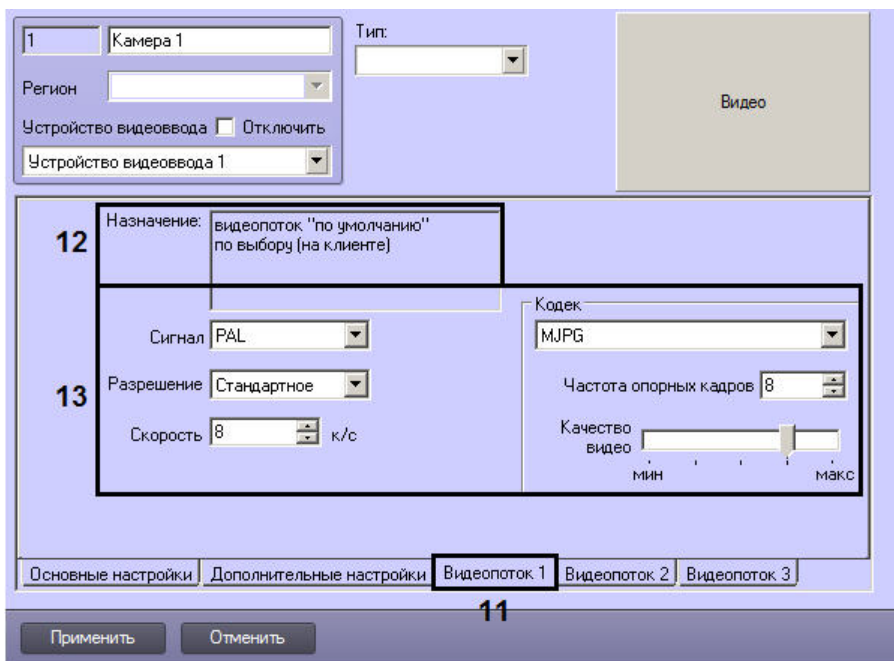 1
Камера 1
Тип:
Регион
Устройство видеоввода Отключить
Устройство видеоввода 1
Видео
12
Назначение:
видеопоток "по умолчанию"
по выбору (на клиенте)
13
Сигнал PAL
Разрешение Стандартное
Скорость 8 к/с
Кодек
MJPG
Частота опорных кадров 8
Качество
видео
мин макс
Основные настройки Дополнительные настройки Видеопоток 1 Видеопоток 2 Видеопоток 3
11
Применить Отменить